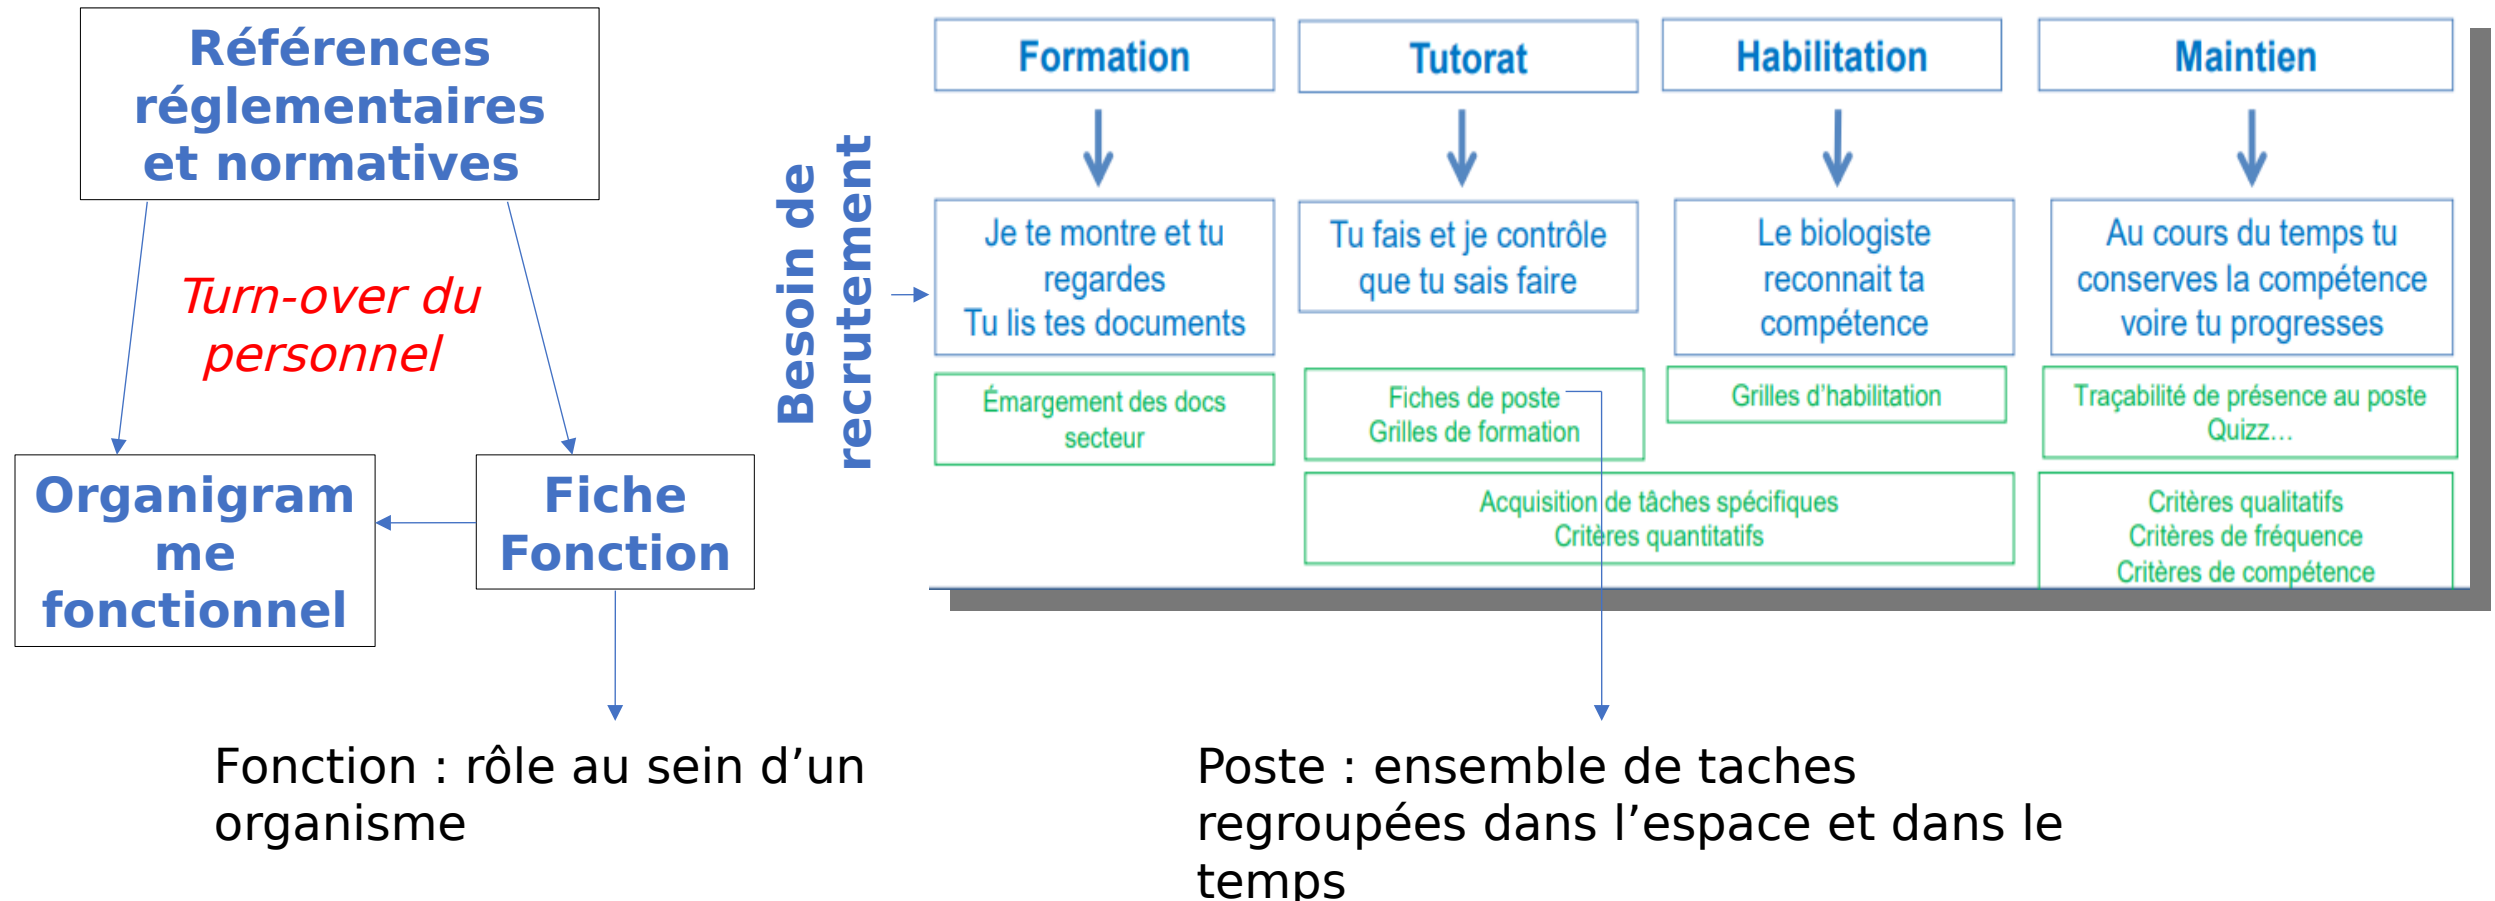 Références
réglementaires
et normatives
Turn-over du
personnel
Organigram
me
fonctionnel
Fiche
Fonction
Fonction : rôle au sein d’un
organisme
Besoin de
recrutement
Formation
Je te montre et tu
regardes
Tu lis tes documents
Émargement des docs
secteur
Tutorat
Tu fais et je contrôle
que tu sais faire
Fiches de poste
Grilles de formation
Habilitation
Le biologiste
reconnait ta
compétence
Grilles d’habilitation
Acquisition de tâches spécifiques
Critères quantitatifs
Maintien
Au cours du temps tu
conserves la compétence
voire tu progresses
Traçabilité de présence au poste
Quizz…
Critères qualitatifs
Critères de fréquence
Critères de compétence
Poste : ensemble de taches
regroupées dans l’espace et dans le
temps